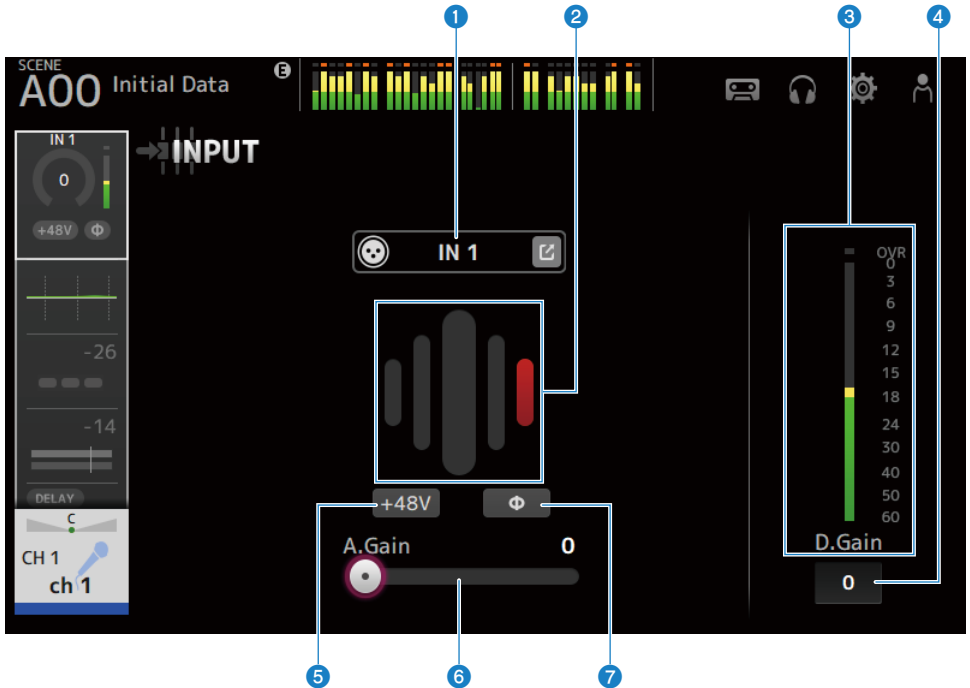 1 2 3 4
SCENE
A00 Initial Data E
IN 1
0
+48V Φ
INPUT
IN 1
OVR
0
3
6
9
12
15
18
24
30
40
50
60
-26
-14
DELAY
C
CH 1
ch 1
+48V Φ
A.Gain 0
D.Gain
0
5 6 7